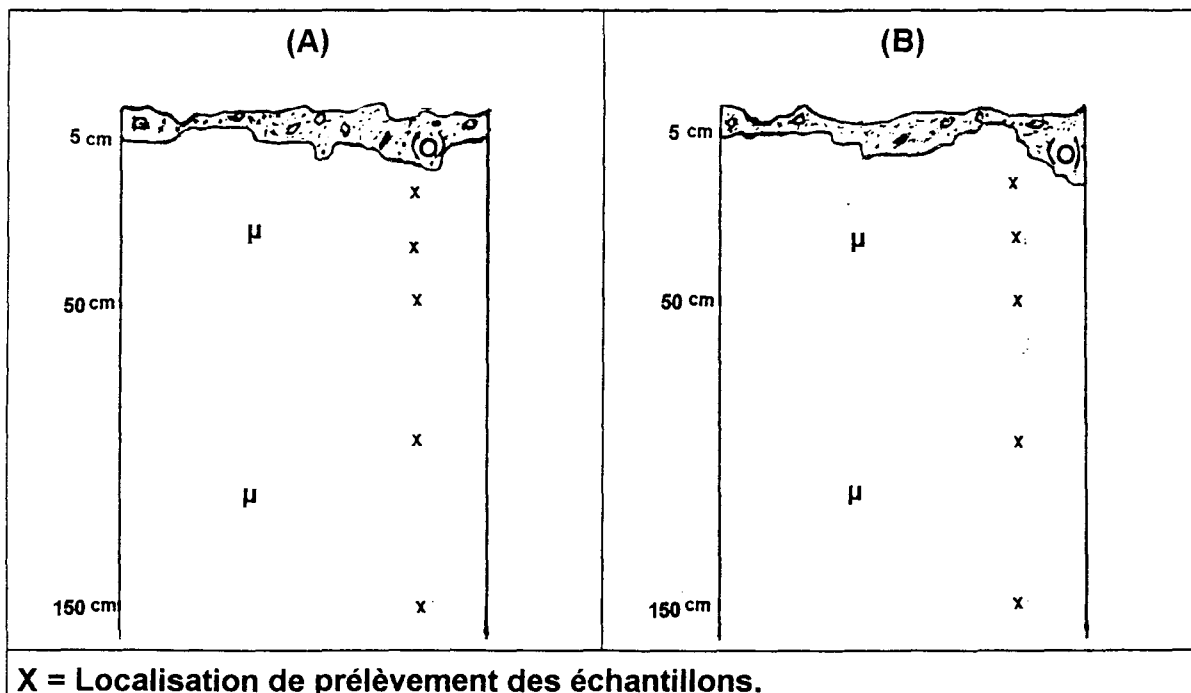 (A)
5 cm
(O)
x
µ
x
50 cm
x
x
µ
150 cm
x
(B)
5 cm
(O)
x
µ
x
50 cm
x
x
µ
150 cm
x
X = Localisation de prélèvement des échantillons.